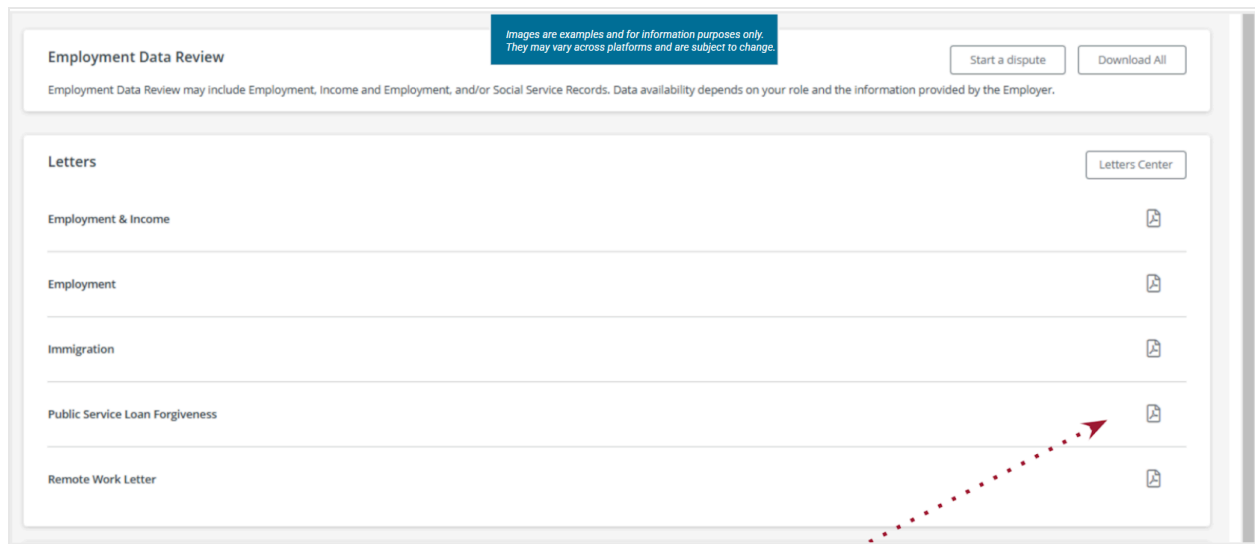 Images are examples and for information purposes only.
They may vary across platforms and are subject to change.
Employment Data Review
Start a dispute
Download All
Employment Data Review may include Employment, Income and Employment, and/or Social Service Records. Data availability depends on your role and the information provided by the Employer.
Letters
Letters Center
Employment & Income
Employment
Immigration
Public Service Loan Forgiveness
Remote Work Letter